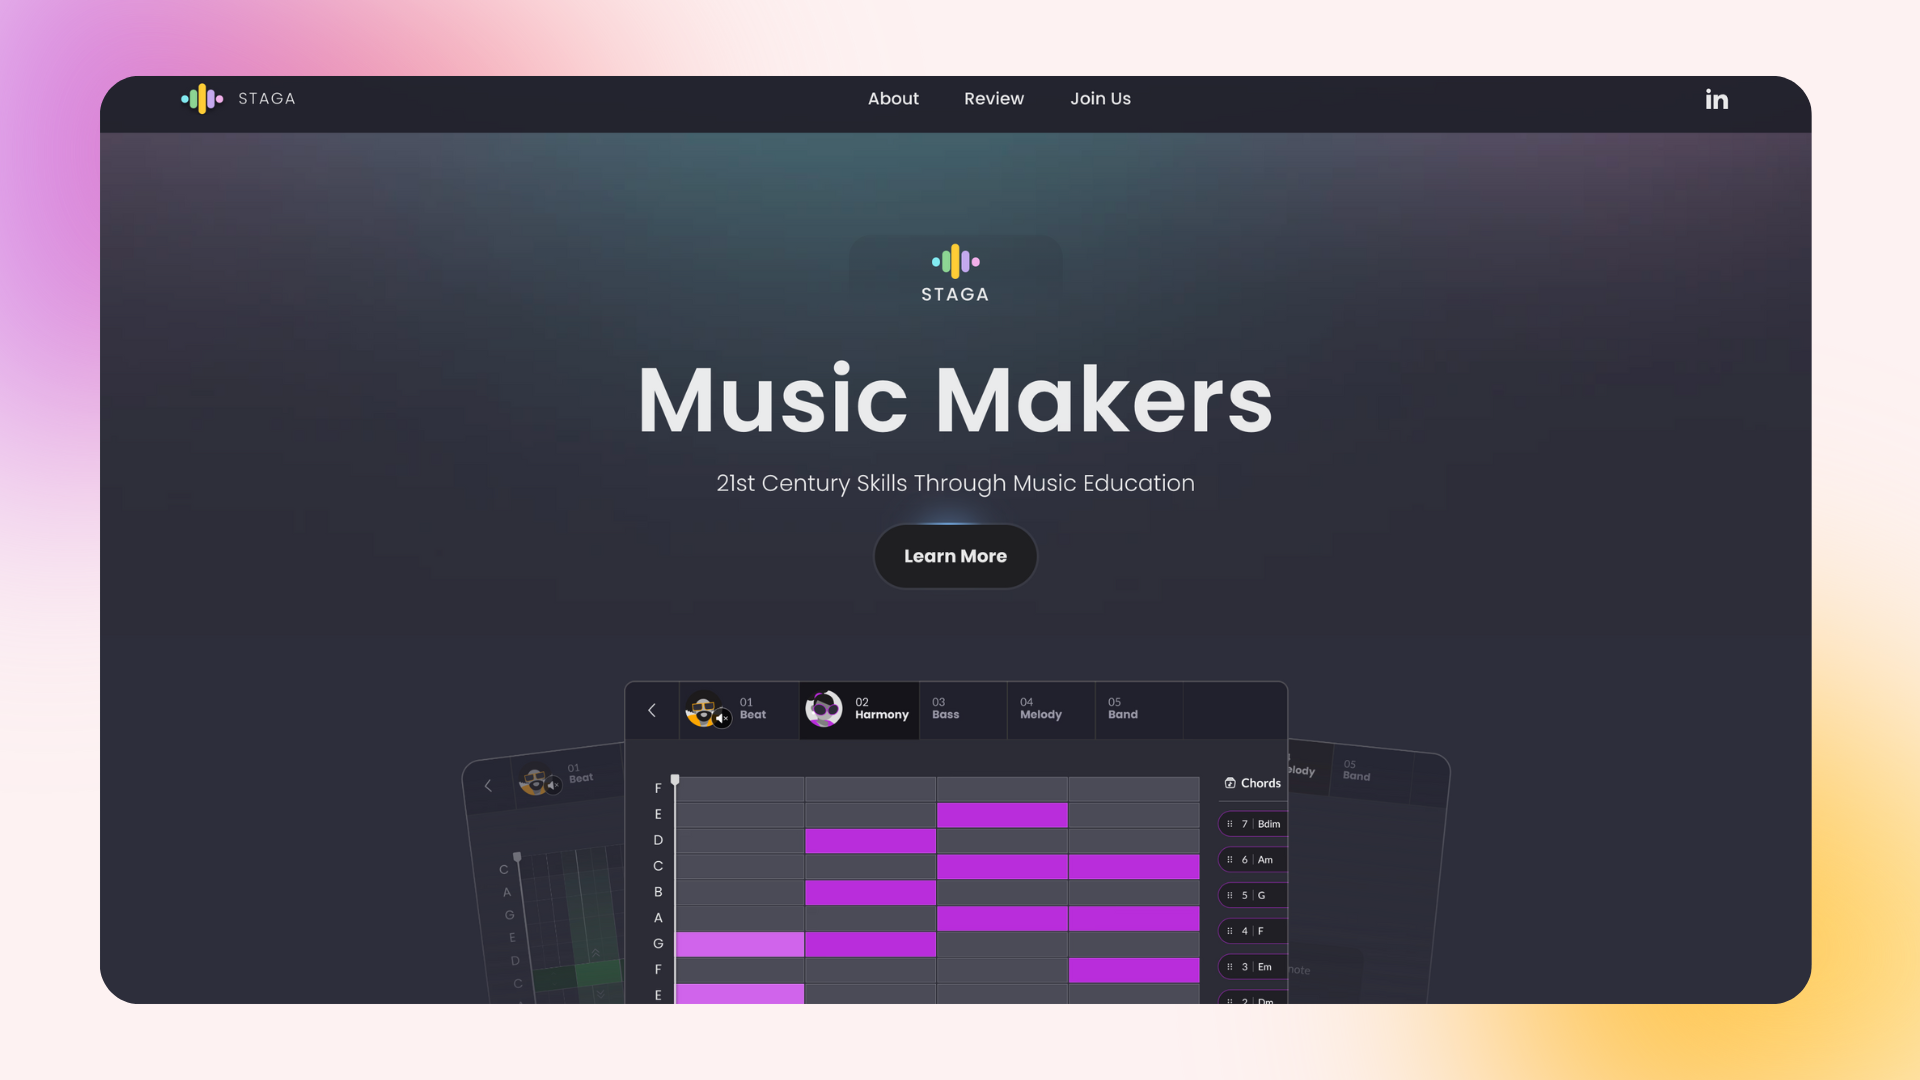 STAGA
About Review Join Us
in
STAGA
Music Makers
21st Century Skills Through Music Education
Learn More
01 Beat
02 Harmony
03 Bass
04 Melody
05 Band
F
E
D
C
B
A
G
F
E
Chords
7 Bdim
6 Am
5 G
4 F
3 Em
2 Dm
01 Beat
C
A
G
E
D
C
elody
05 Band
note